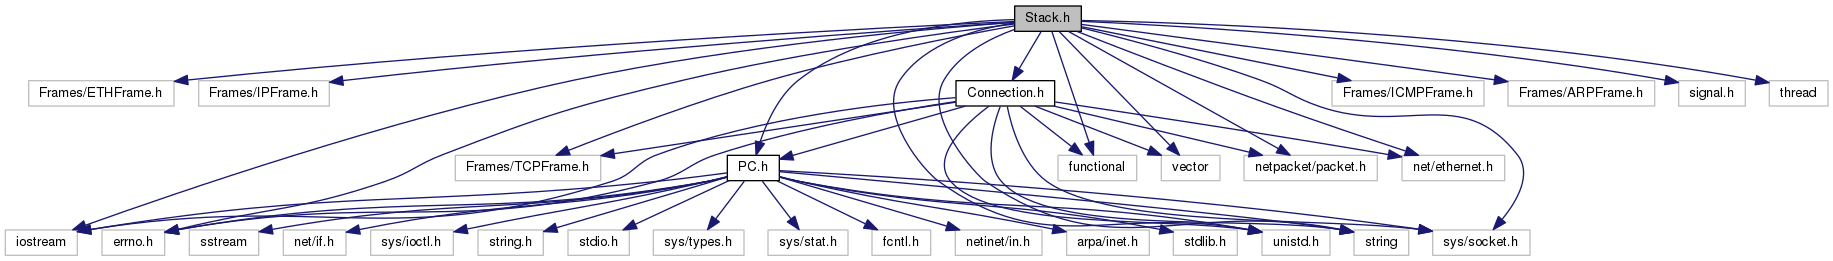 Stack.h
Frames/ETHFrame.h
Frames/IPFrame.h
Connection.h
Frames/ICMPFrame.h
Frames/ARPFrame.h
signal.h
thread
Frames/TCPFrame.h
PC.h
functional
vector
netpacket/packet.h
net/ethernet.h
iostream
errno.h
sstream
net/if.h
sys/ioctl.h
string.h
stdio.h
sys/types.h
sys/stat.h
fcntl.h
netinet/in.h
arpa/inet.h
stdlib.h
unistd.h
string
sys/socket.h